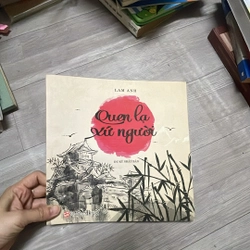 LAM ANH
Quen lạ
xứ người